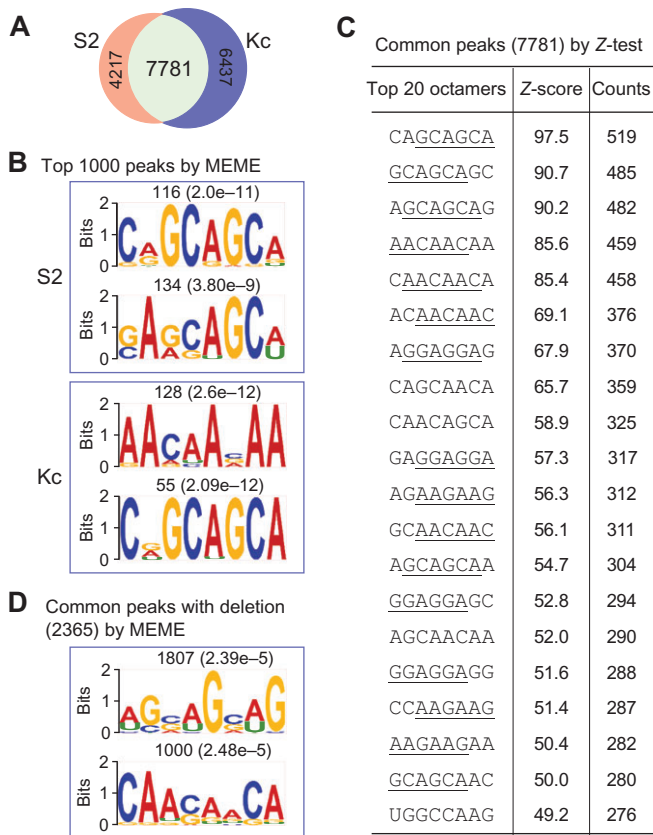 A
S2
Kc
4217
7781
6437
B Top 1000 peaks by MEME
S2
116 (2.0e–11)
2
1
0
Bits
134 (3.80e–9)
2
1
0
Bits
Kc
128 (2.6e–12)
2
1
0
Bits
55 (2.09e–12)
2
1
0
Bits
D Common peaks with deletion
(2365) by MEME
1807 (2.39e–5)
2
1
0
Bits
1000 (2.48e–5)
2
1
0
Bits
C
Common peaks (7781) by Z-test
Top 20 octamers Z-score Counts
CAGCAGCA 97.5 519
GCAGCAGC 90.7 485
AGCAGCAG 90.2 482
AACAACAA 85.6 459
CAACAACA 85.4 458
ACAACAAC 69.1 376
AGGAGGAG 67.9 370
CAGCAACA 65.7 359
CAACAGCA 58.9 325
GAGGAGGA 57.3 317
AGAAGAAG 56.3 312
GCAACAAC 56.1 311
AGCAGCAA 54.7 304
GGAGGAGC 52.8 294
AGCAACAA 52.0 290
GGAGGAGG 51.6 288
CCAAGAAG 51.4 287
AAGAAGAA 50.4 282
GCAGCAAC 50.0 280
UGGCCAAG 49.2 276